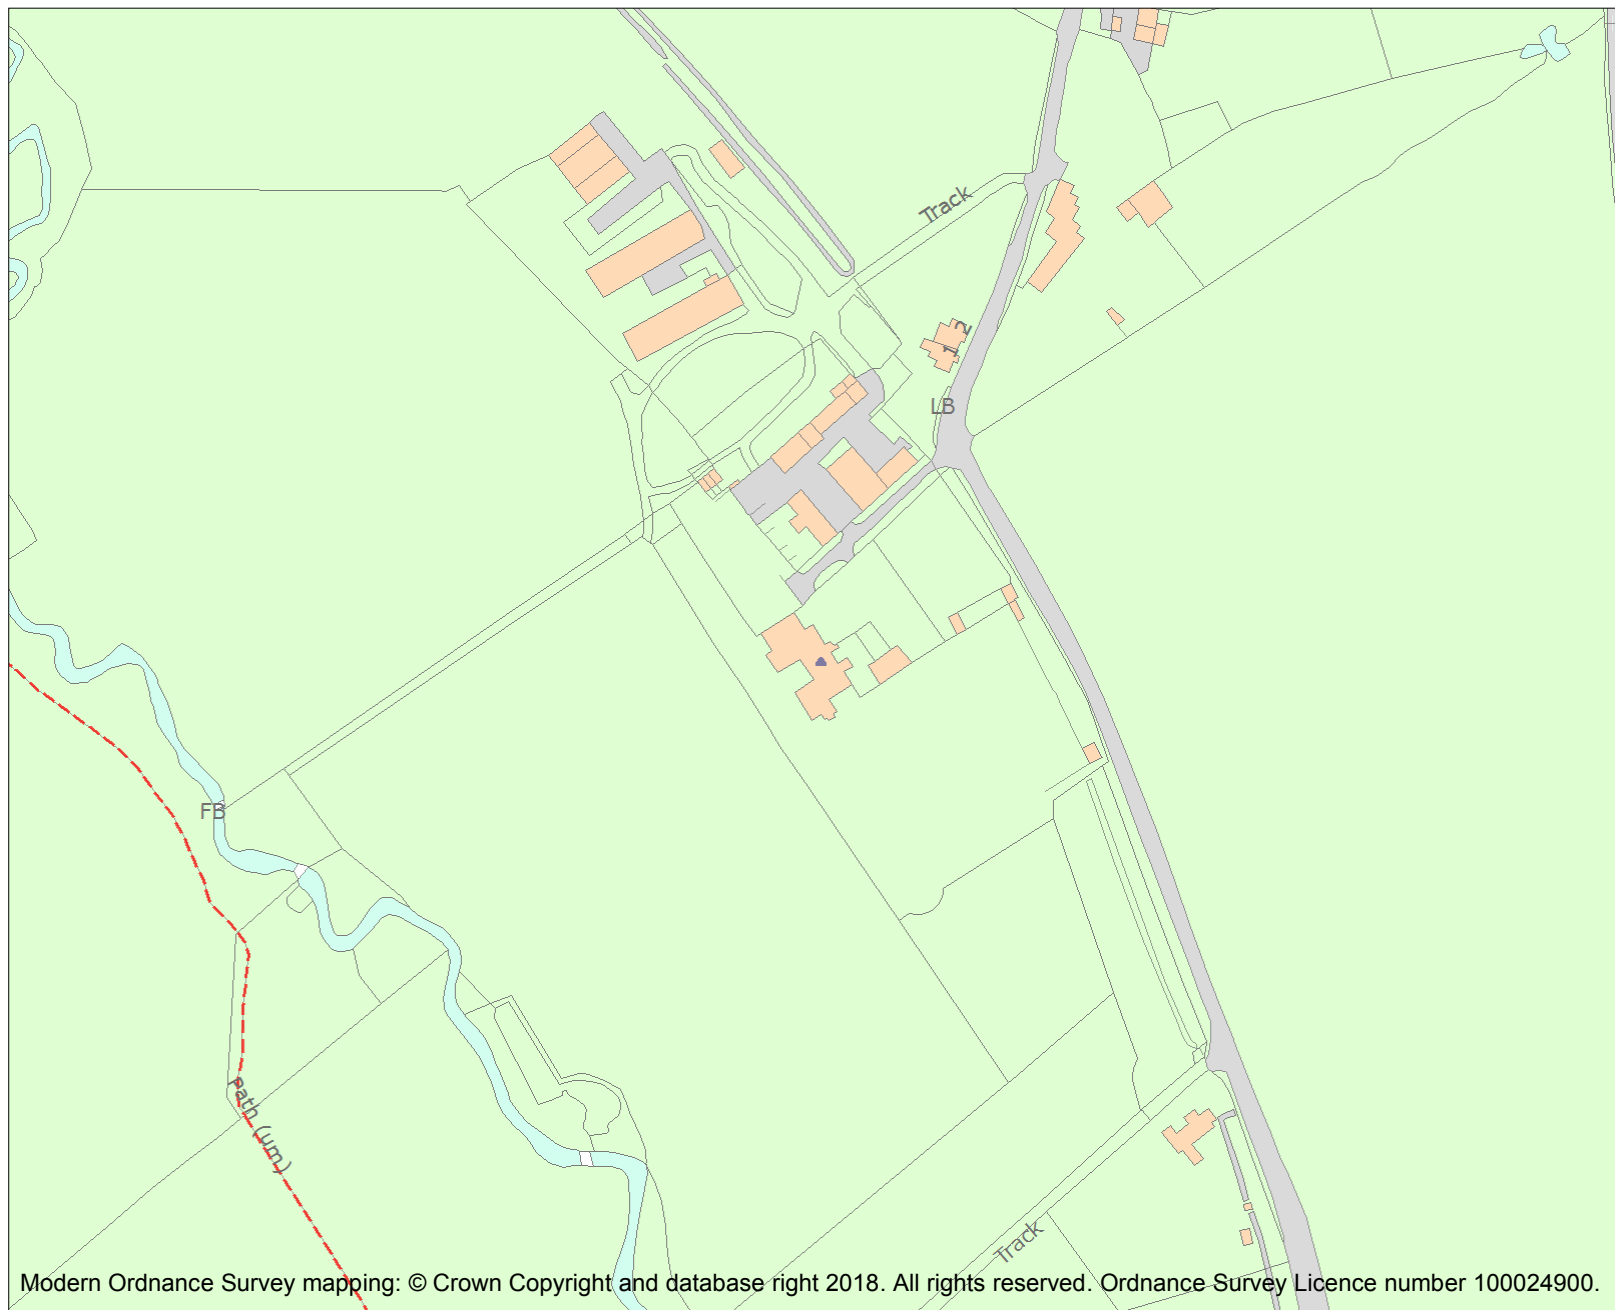 Track
2
1
LB
FB
Path (um)
Track
Modern Ordnance Survey mapping: © Crown Copyright and database right 2018. All rights reserved. Ordnance Survey Licence number 100024900.